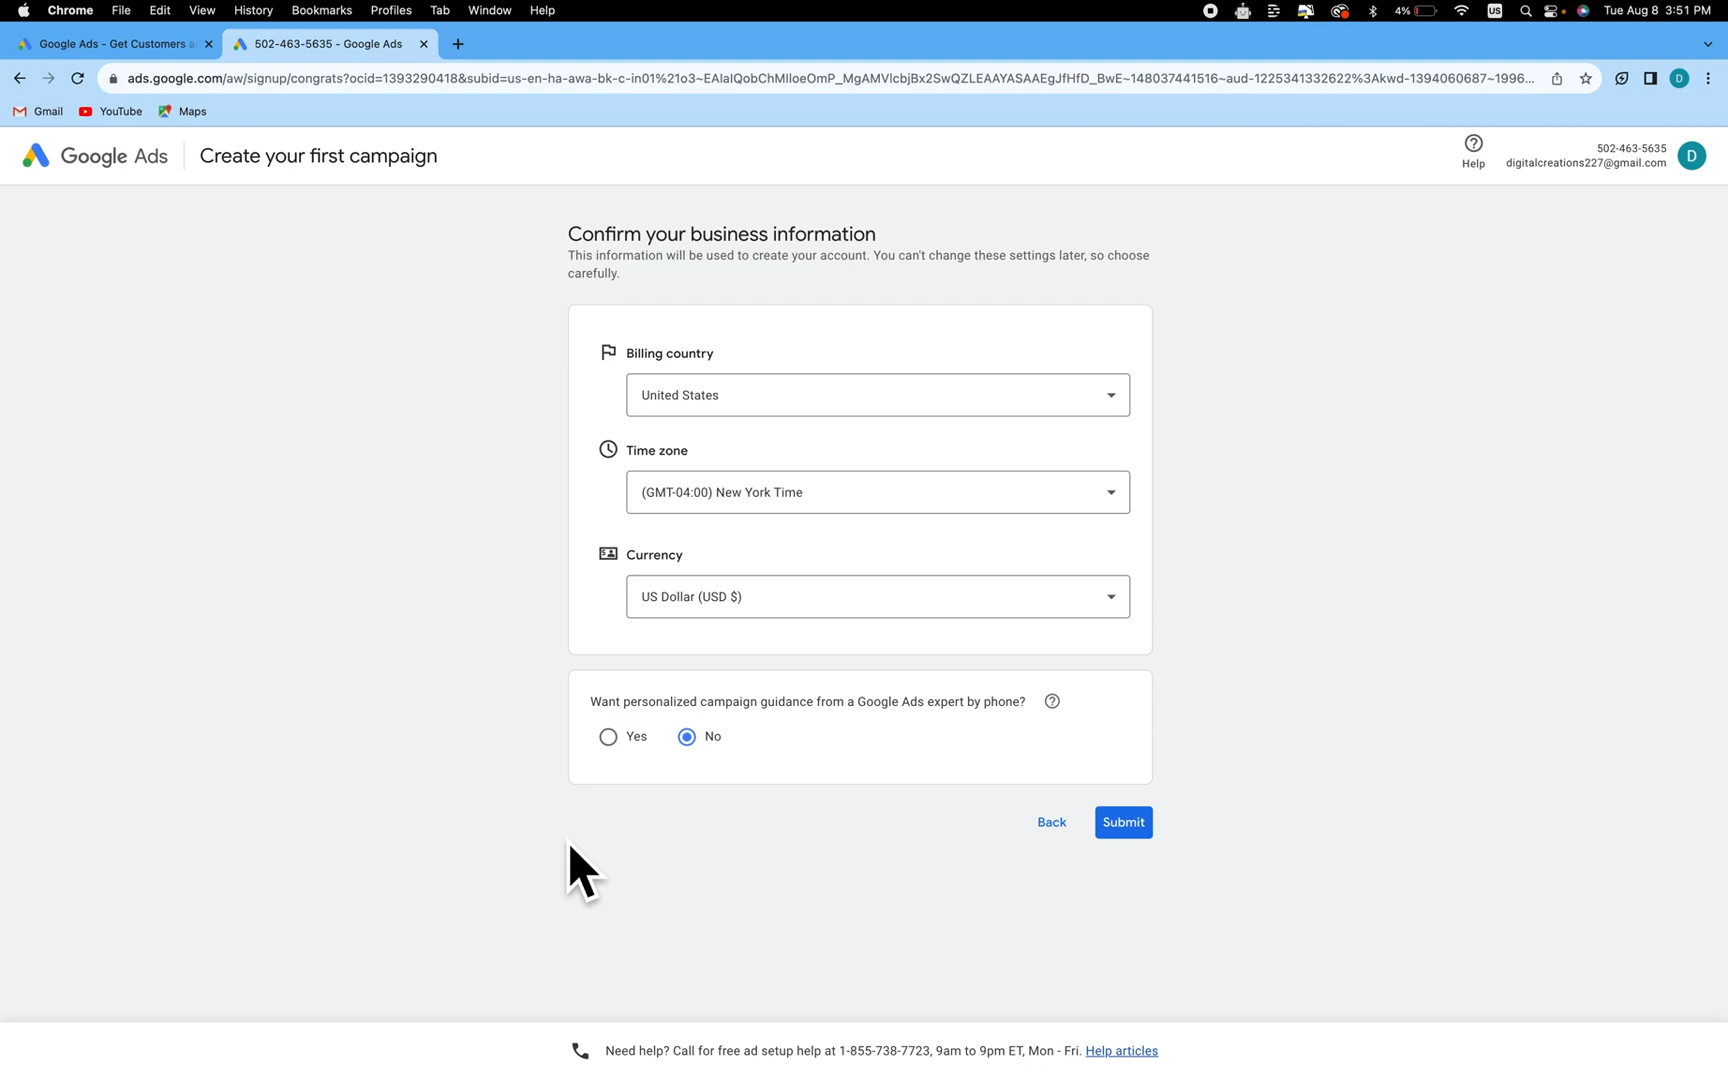 Chrome File Edit View History Bookmarks Profiles Tab Window Help 4% US Tue Aug 8 3:51 PM
Google Ads - Get Customers a 502-463-5635 - Google Ads
ads.google.com/aw/signup/congrats?ocid=1393290418&subid=us-en-ha-awa-bk-c-in01%21o3~EAIaIQobChMIloeOmP_MgAMVlcbjBx2SwQZLEAAYASAAEgJfHfD_BwE~148037441516~aud-1225341332622%3Akwd-1394060687~1996...
D
Gmail YouTube Maps
Google Ads Create your first campaign
Help
502-463-5635
digitalcreations227@gmail.com
D
Confirm your business information
This information will be used to create your account. You can't change these settings later, so choose
carefully.
Billing country
United States
Time zone
(GMT-04:00) New York Time
Currency
US Dollar (USD $)
Want personalized campaign guidance from a Google Ads expert by phone?
Yes No
Back Submit
Need help? Call for free ad setup help at 1-855-738-7723, 9am to 9pm ET, Mon - Fri. Help articles